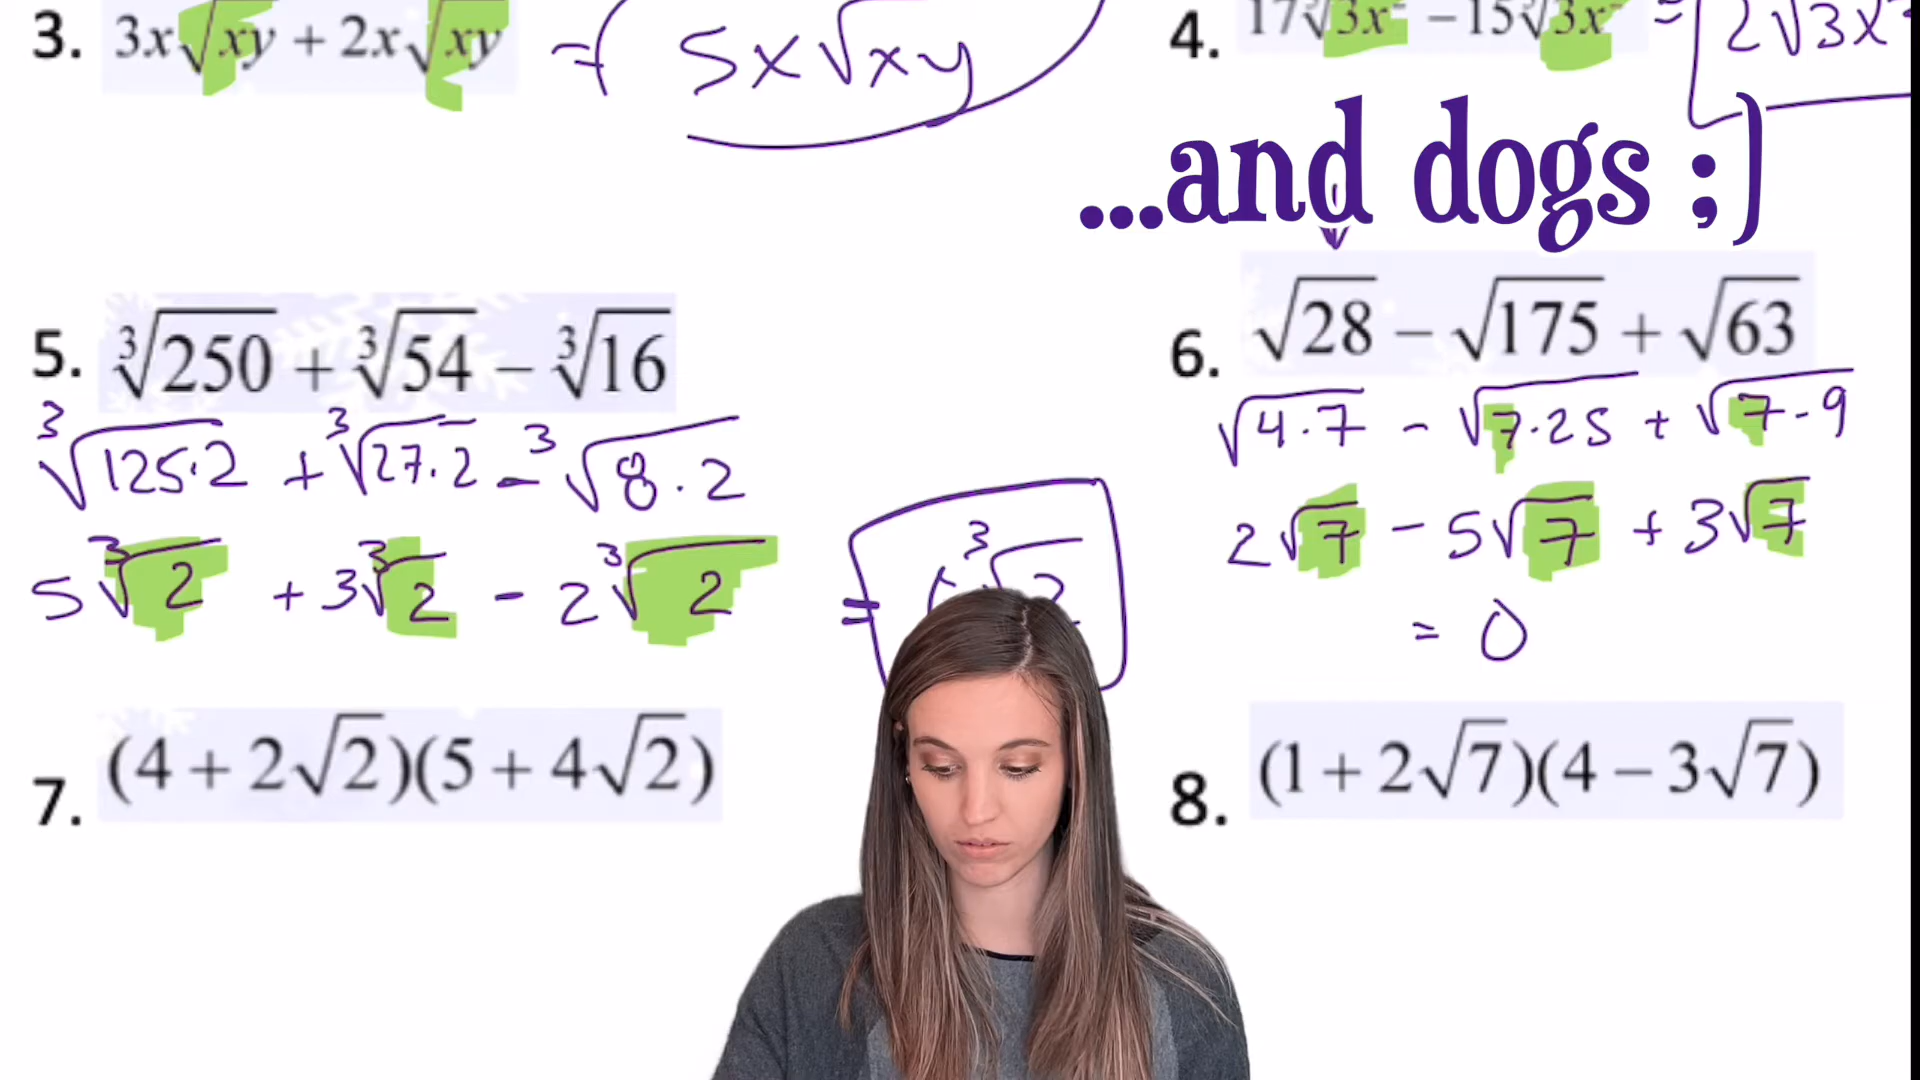 3. 3x√xy + 2x√xy = 5x√xy
4. 17√3x - 15√3x = 2√3x
...and dogs ;)
5. ∛250 + ∛54 − ∛16
∛125·2 + ∛27·2 - ∛8·2
5∛2 + 3∛2 - 2∛2 = ∛2
6. √28 − √175 + √63
√4·7 - √7·25 + √7·9
2√7 - 5√7 + 3√7
= 0
7. (4 + 2√2)(5 + 4√2)
8. (1 + 2√7)(4 − 3√7)